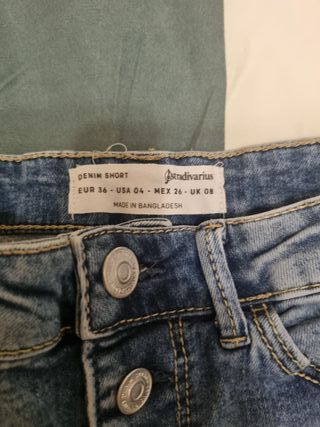 DENIM SHORT stradivarius
EUR 36 - USA 04 - MEX 26 - UK 08
MADE IN BANGLADESH